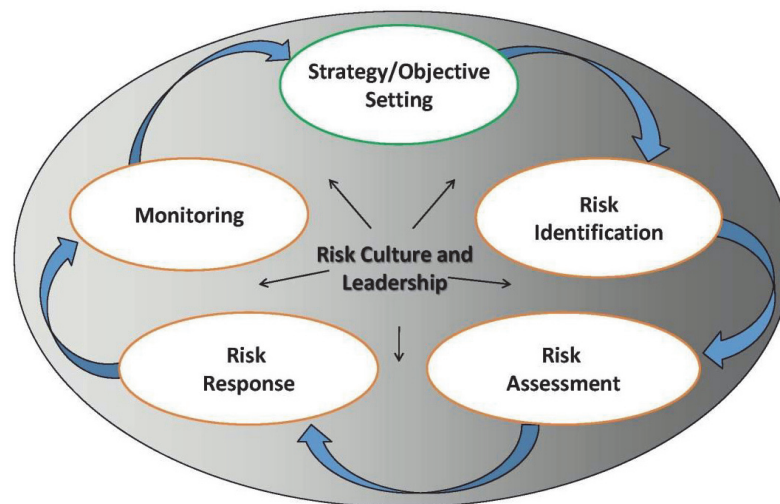 Strategy/Objective
Setting
Risk
Identification
Risk
Assessment
Risk
Response
Monitoring
Risk Culture and
Leadership